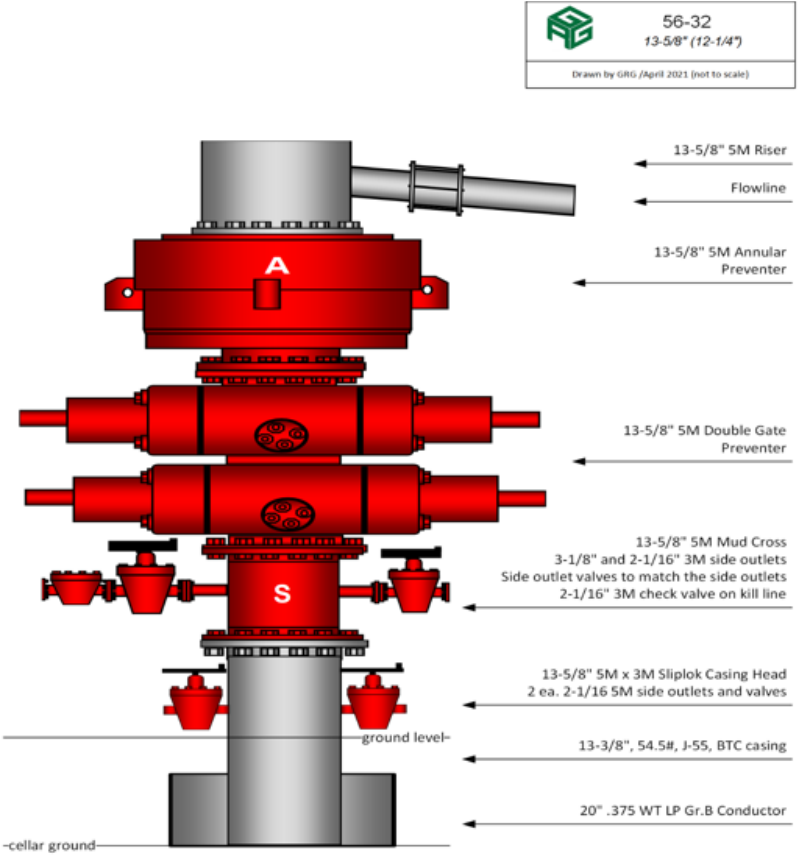 GRG
56-32
13-5/8" (12-1/4")
Drawn by GRG /April 2021 (not to scale)
13-5/8" 5M Riser
Flowline
13-5/8" 5M Annular
Preventer
A
13-5/8" 5M Double Gate
Preventer
13-5/8" 5M Mud Cross
3-1/8" and 2-1/16" 3M side outlets
Side outlet valves to match the side outlets
2-1/16" 3M check valve on kill line
S
13-5/8" 5M x 3M Sliplok Casing Head
2 ea. 2-1/16 5M side outlets and valves
ground level
13-3/8", 54.5#, J-55, BTC casing
20" .375 WT LP Gr.B Conductor
cellar ground